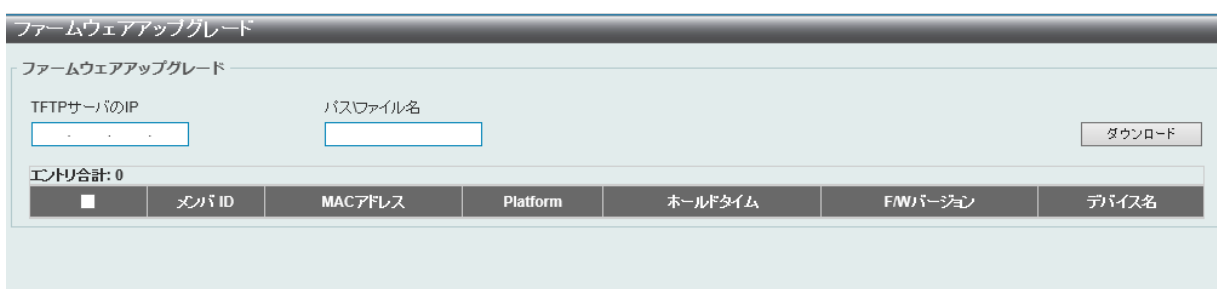 ファームウェアアップグレード
ファームウェアアップグレード
TFTPサーバのIP パス\ファイル名
. . .
ダウンロード
エントリ合計: 0
メンバ ID MACアドレス Platform ホールドタイム F/Wバージョン デバイス名